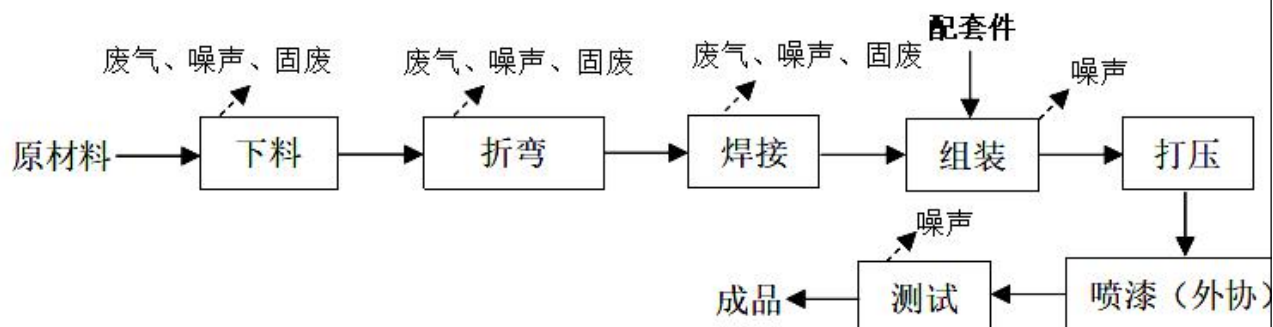 配套件
废气、噪声、固废
废气、噪声、固废
废气、噪声、固废
噪声
原材料
下料
折弯
焊接
组装
打压
噪声
成品
测试
喷漆（外协）